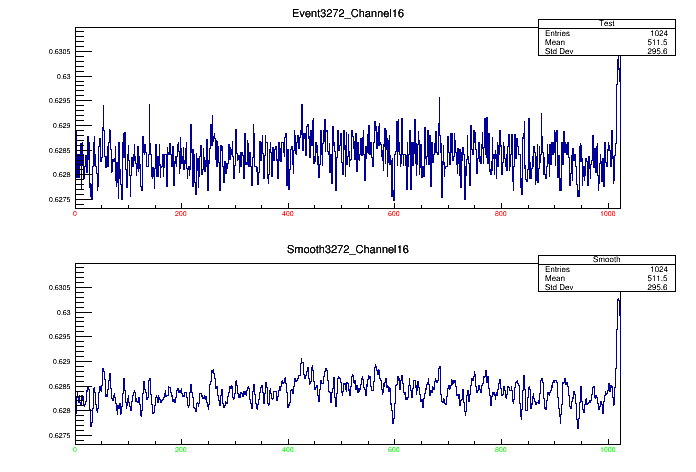 Event3272_Channel16
Test
Entries 1024
Mean 511.5
Std Dev 295.6
0.6305
0.63
0.6295
0.629
0.6285
0.628
0.6275
0 200 400 600 800 1000
Smooth3272_Channel16
Smooth
Entries 1024
Mean 511.5
Std Dev 295.6
0.6305
0.63
0.6295
0.629
0.6285
0.628
0.6275
0 200 400 600 800 1000